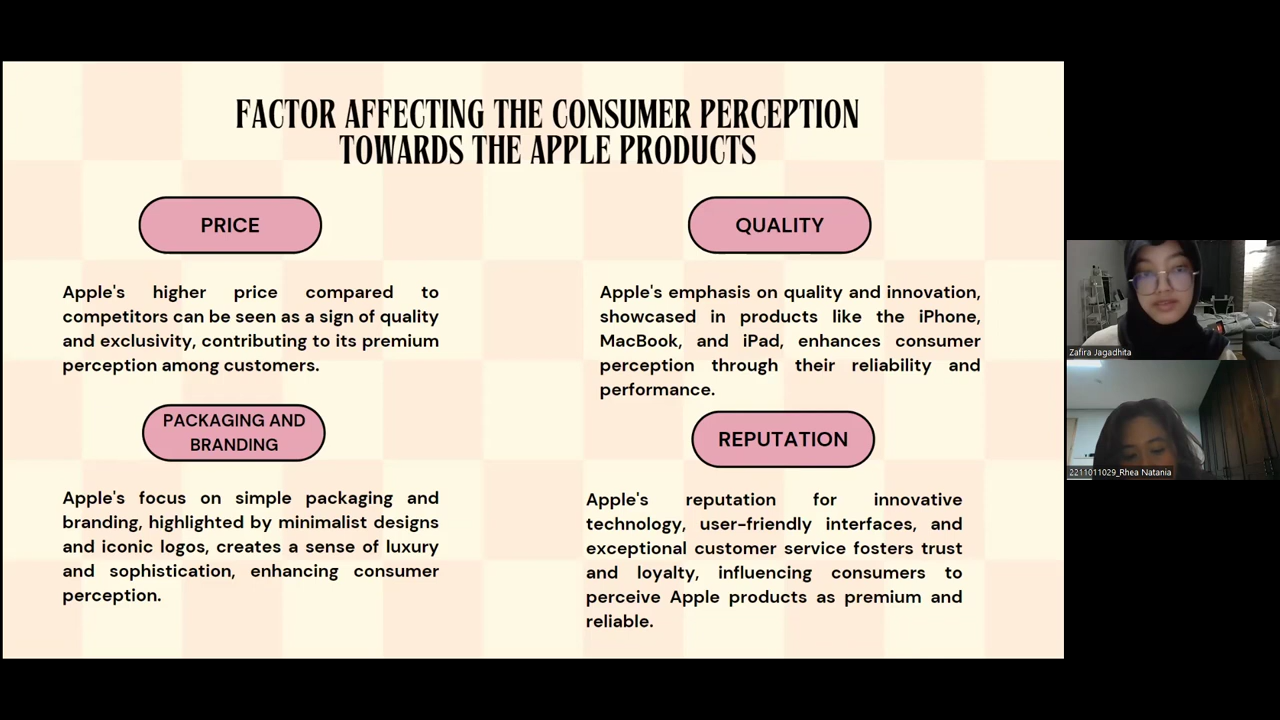 FACTOR AFFECTING THE CONSUMER PERCEPTION
TOWARDS THE APPLE PRODUCTS
PRICE
Apple's higher price compared to
competitors can be seen as a sign of quality
and exclusivity, contributing to its premium
perception among customers.
PACKAGING AND
BRANDING
Apple's focus on simple packaging and
branding, highlighted by minimalist designs
and iconic logos, creates a sense of luxury
and sophistication, enhancing consumer
perception.
QUALITY
Apple's emphasis on quality and innovation,
showcased in products like the iPhone,
MacBook, and iPad, enhances consumer
perception through their reliability and
performance.
REPUTATION
Apple's reputation for innovative
technology, user-friendly interfaces, and
exceptional customer service fosters trust
and loyalty, influencing consumers to
perceive Apple products as premium and
reliable.
Zafira Jagadhita
2211011029_Rhea Natania